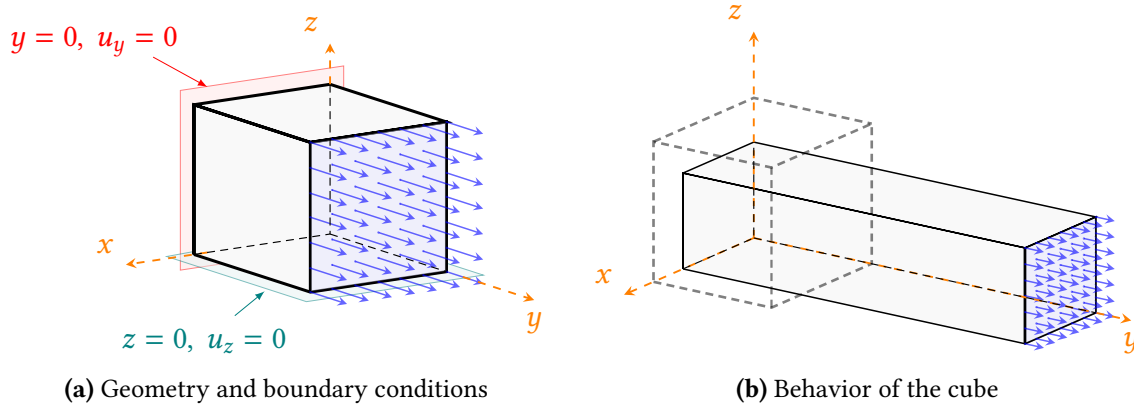 z
y = 0, u_y = 0
x
y
z = 0, u_z = 0
(a) Geometry and boundary conditions
z
x
y
(b) Behavior of the cube